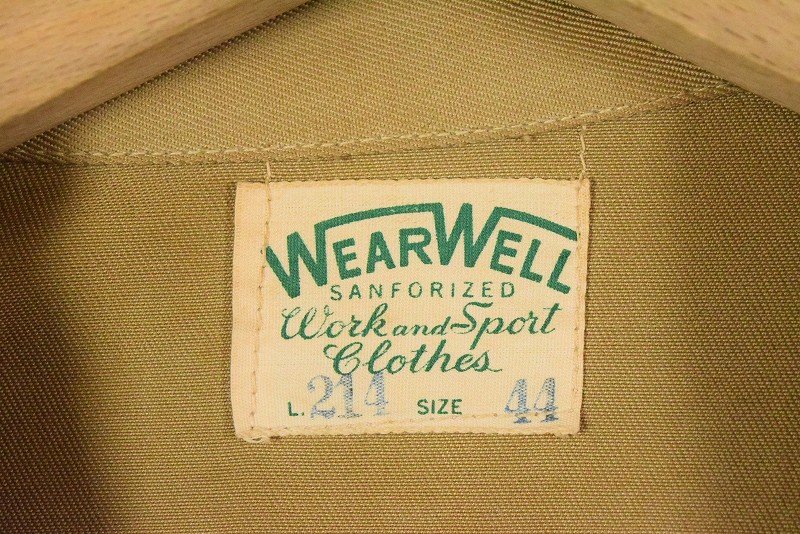 WEARWELL
SANFORIZED
Work and Sport
Clothes
L. 214 SIZE 44